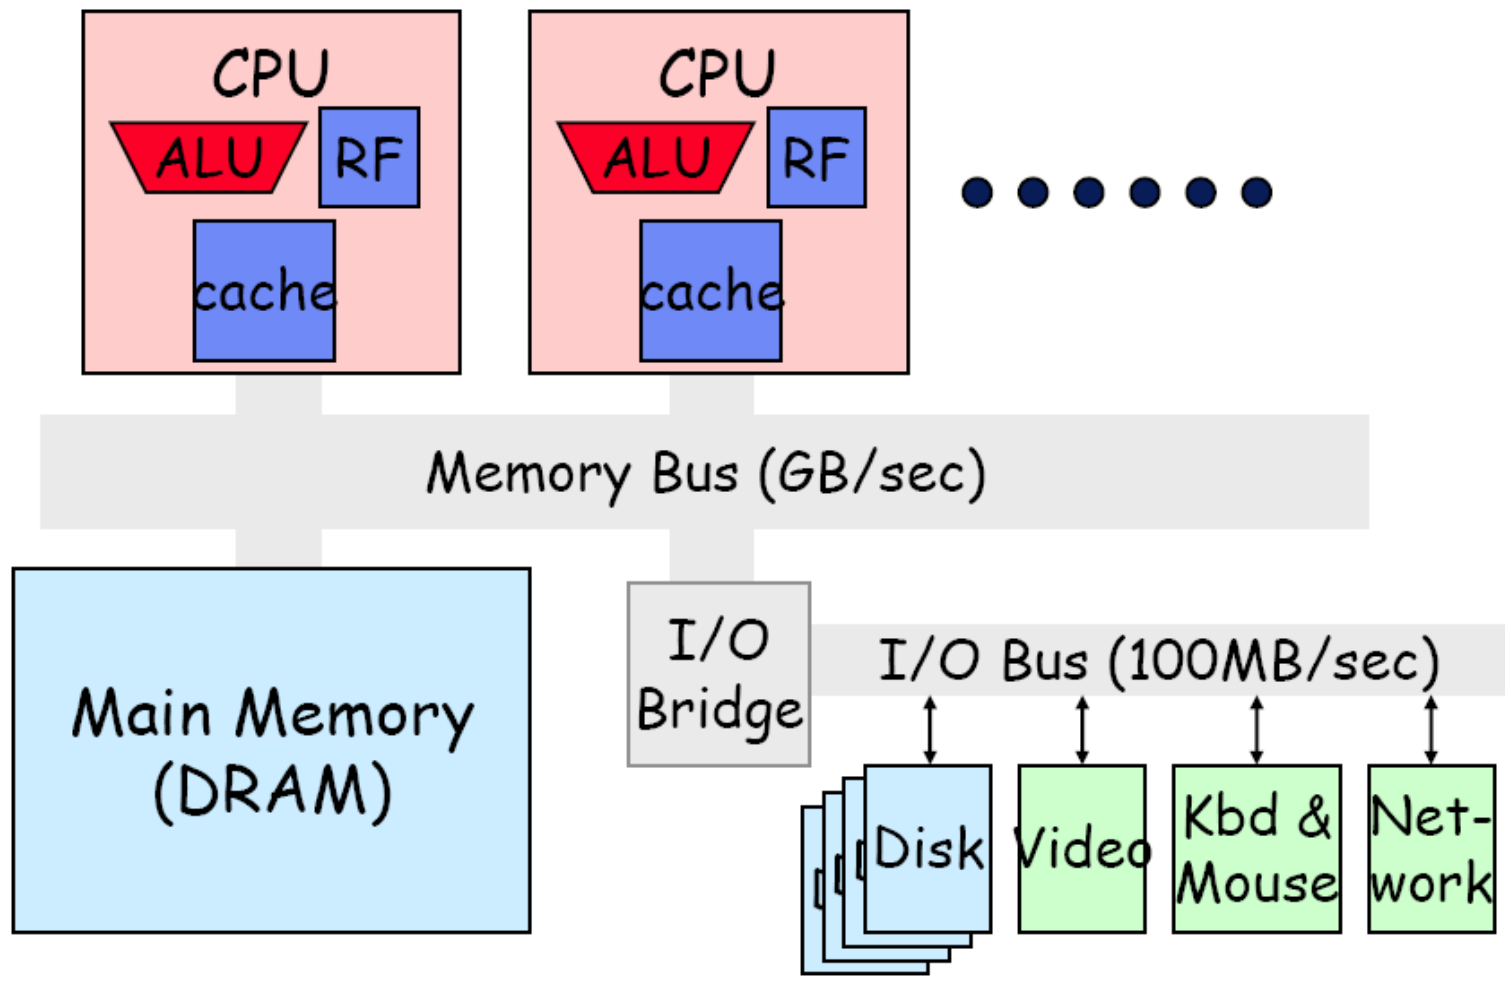 CPU
ALU
RF
cache
CPU
ALU
RF
cache
Memory Bus (GB/sec)
Main Memory
(DRAM)
I/O
Bridge
I/O Bus (100MB/sec)
Disk
Video
Kbd &
Mouse
Net-
work